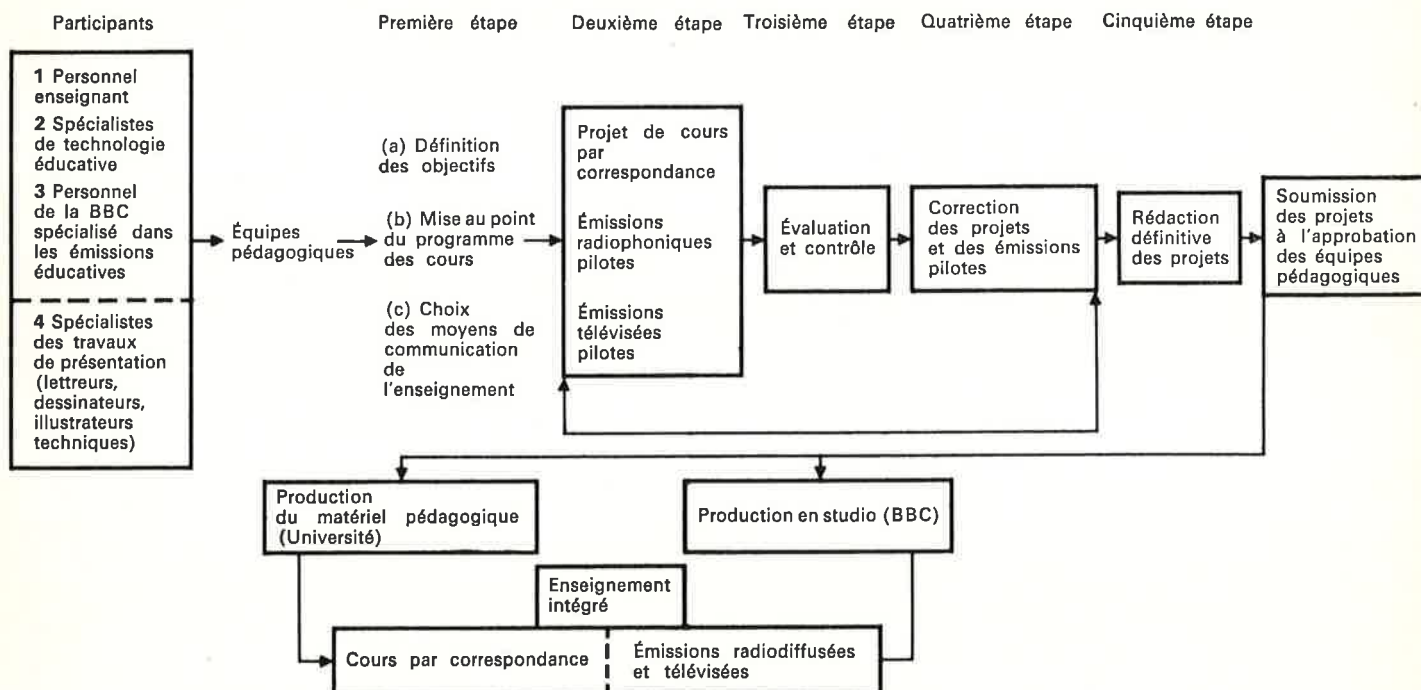 Participants
Première étape
Deuxième étape
Troisième étape
Quatrième étape
Cinquième étape
1 Personnel
enseignant
2 Spécialistes
de technologie
éducative
3 Personnel
de la BBC
spécialisé dans
les émissions
éducatives
4 Spécialistes
des travaux
de présentation
(lettreurs,
dessinateurs,
illustrateurs
techniques)
Équipes
pédagogiques
(a) Définition
des objectifs
(b) Mise au point
du programme
des cours
(c) Choix
des moyens de
communication
de
l'enseignement
Projet de cours
par
correspondance
Émissions
radiophoniques
pilotes
Émissions
télévisées
pilotes
Évaluation
et contrôle
Correction
des projets
et des émissions
pilotes
Rédaction
définitive
des projets
Soumission
des projets
à l'approbation
des équipes
pédagogiques
Production
du matériel pédagogique
(Université)
Production en studio (BBC)
Enseignement
intégré
Cours par correspondance
Émissions radiodiffusées
et télévisées